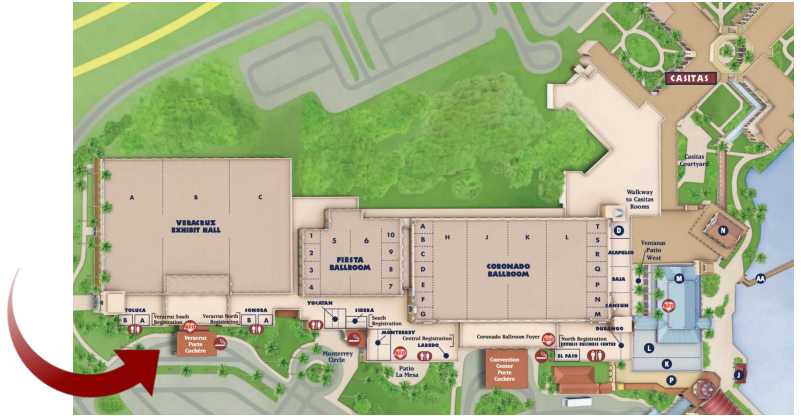 CASITAS
Casitas
Courtyard
Walkway
to Casitas
Rooms
A
B
C
VERACRUZ
EXHIBIT HALL
1
2
3
4
5
6
10
9
8
7
FIESTA
BALLROOM
A
B
C
D
E
F
G
H
J
K
L
T
S
R
Q
P
N
M
CORONADO
BALLROOM
D
ACAPULCO
BAJA
CANCUN
DURANGO
Ventanas
Patio
West
N
M
AA
L
K
P
J
TOLUCA
B
A
Veracruz South
Registration
Veracruz North
Registration
SONORA
B
A
Veracruz
Porte
Cochère
YUCATAN
SIERRA
South
Registration
MONTERREY
Monterrey
Circle
Central Registration
LAREDO
Patio
La Mesa
Coronado Ballroom Foyer
North Registration
EXPRESS BUSINESS CENTER
EL PASO
Convention
Center
Porte
Cochère